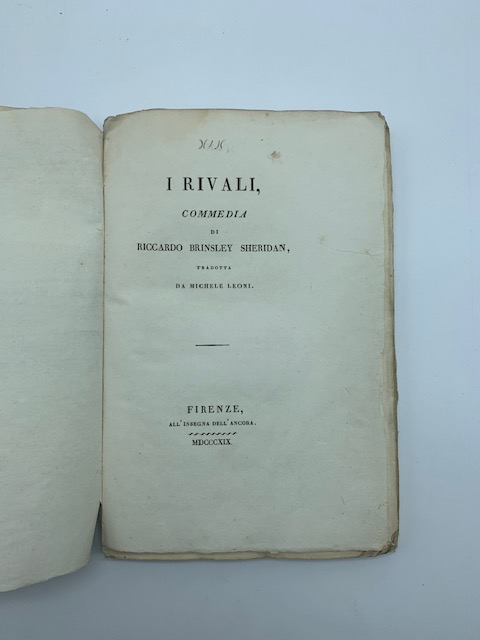 I RIVALI,
COMMEDIA
DI
RICCARDO BRINSLEY SHERIDAN,
TRADOTTA
DA MICHELE LEONI.
FIRENZE,
ALL'INSEGNA DELL'ANCORA.
MDCCCXIX.